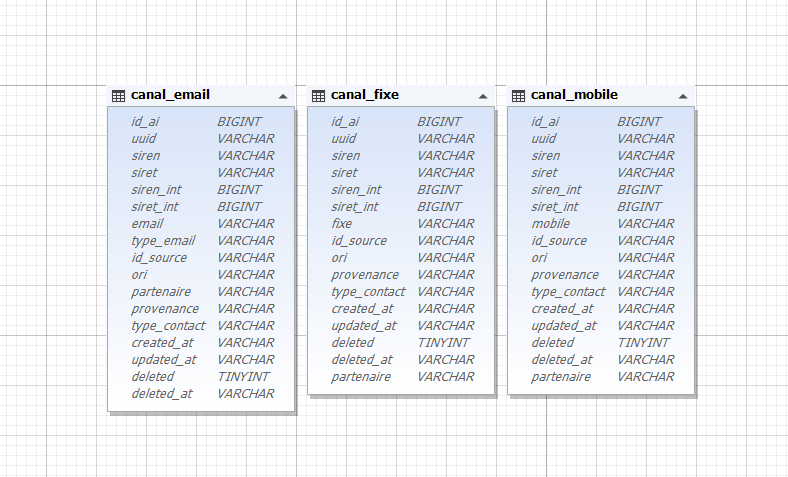 canal_email
id_ai BIGINT
uuid VARCHAR
siren VARCHAR
siret VARCHAR
siren_int BIGINT
siret_int BIGINT
email VARCHAR
type_email VARCHAR
id_source VARCHAR
ori VARCHAR
partenaire VARCHAR
provenance VARCHAR
type_contact VARCHAR
created_at VARCHAR
updated_at VARCHAR
deleted TINYINT
deleted_at VARCHAR
canal_fixe
id_ai BIGINT
uuid VARCHAR
siren VARCHAR
siret VARCHAR
siren_int BIGINT
siret_int BIGINT
fixe VARCHAR
id_source VARCHAR
ori VARCHAR
provenance VARCHAR
type_contact VARCHAR
created_at VARCHAR
updated_at VARCHAR
deleted TINYINT
deleted_at VARCHAR
partenaire VARCHAR
canal_mobile
id_ai BIGINT
uuid VARCHAR
siren VARCHAR
siret VARCHAR
siren_int BIGINT
siret_int BIGINT
mobile VARCHAR
id_source VARCHAR
ori VARCHAR
provenance VARCHAR
type_contact VARCHAR
created_at VARCHAR
updated_at VARCHAR
deleted TINYINT
deleted_at VARCHAR
partenaire VARCHAR